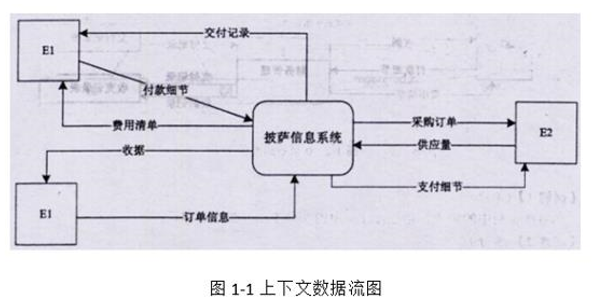 交付记录
E1
付款细节
费用清单
披萨信息系统
采购订单
供应量
E2
收据
支付细节
E1
订单信息
图 1-1 上下文数据流图